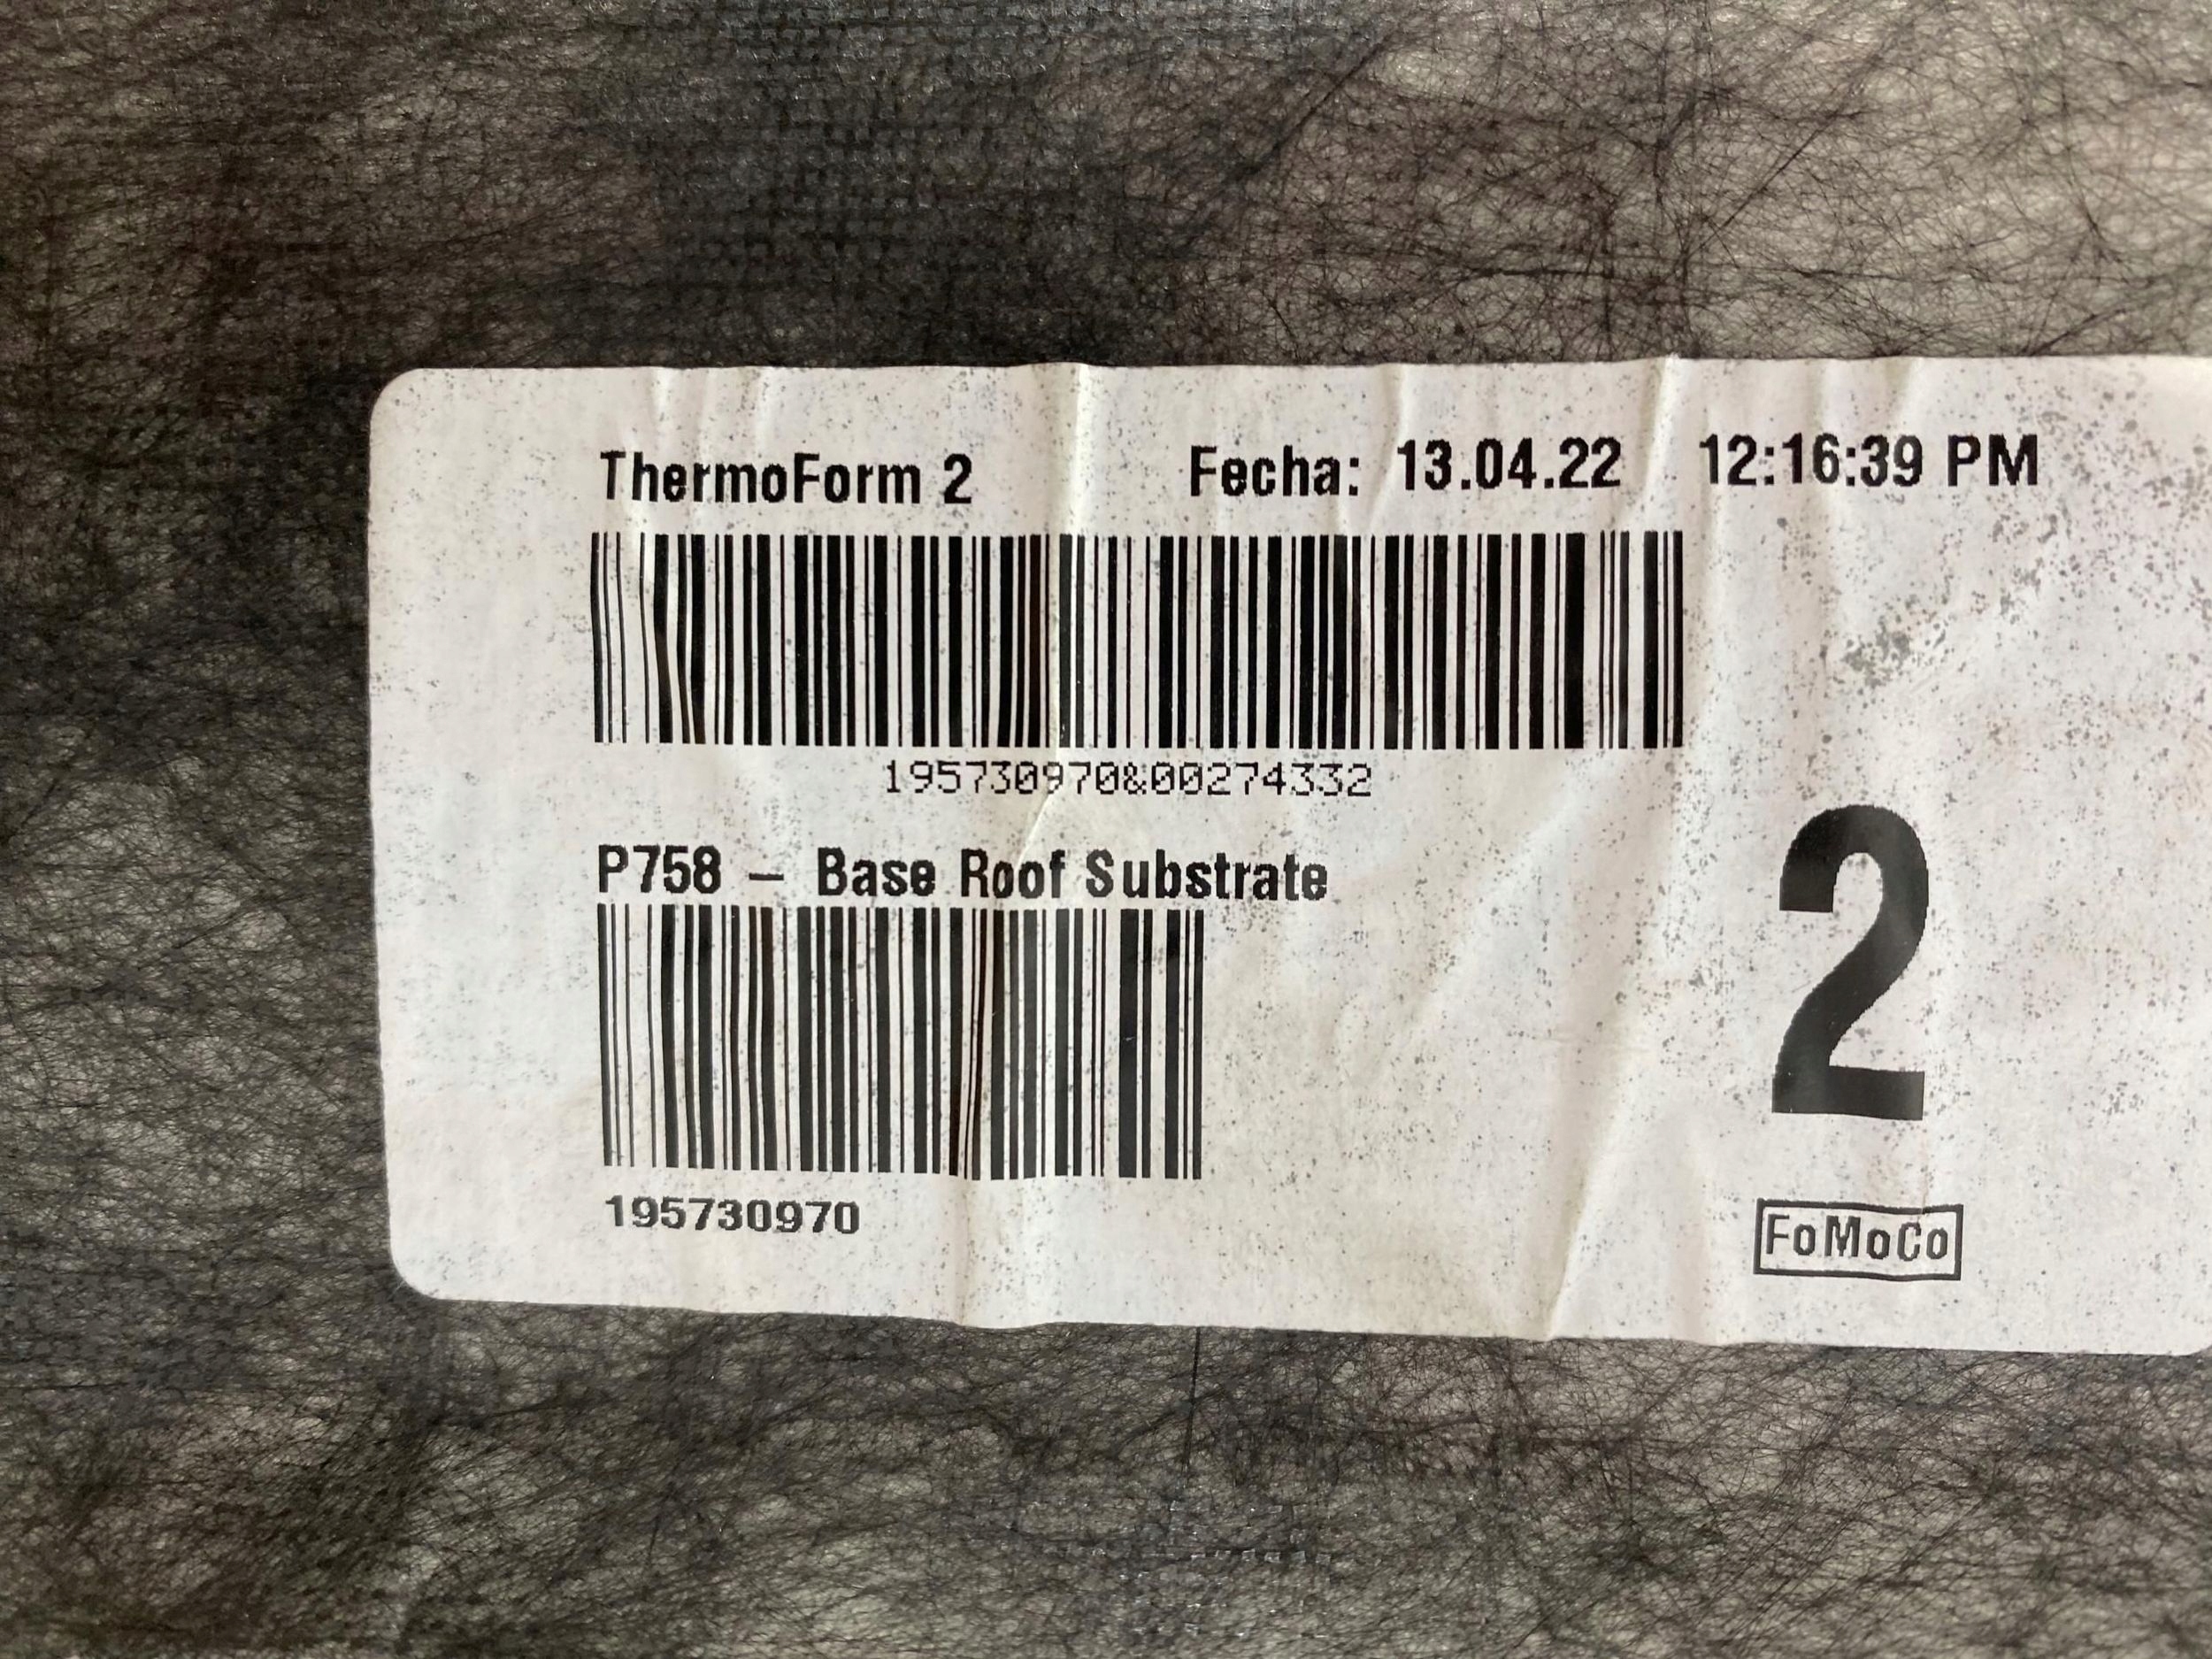 ThermoForm 2 Fecha: 13.04.22 12:16:39 PM
195730970&00274332
P758 – Base Roof Substrate
2
195730970
FoMoCo